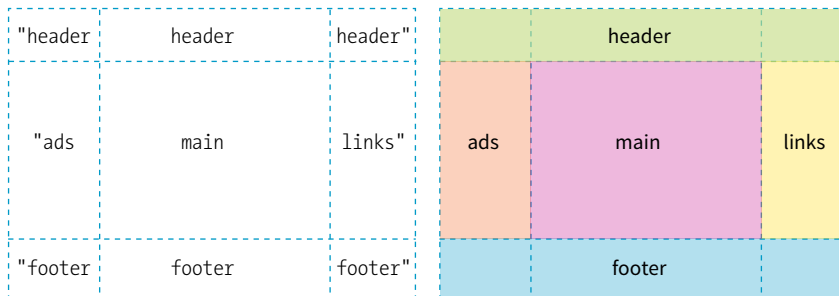 "header header header"
"ads main links"
"footer footer footer"
header
ads main links
footer